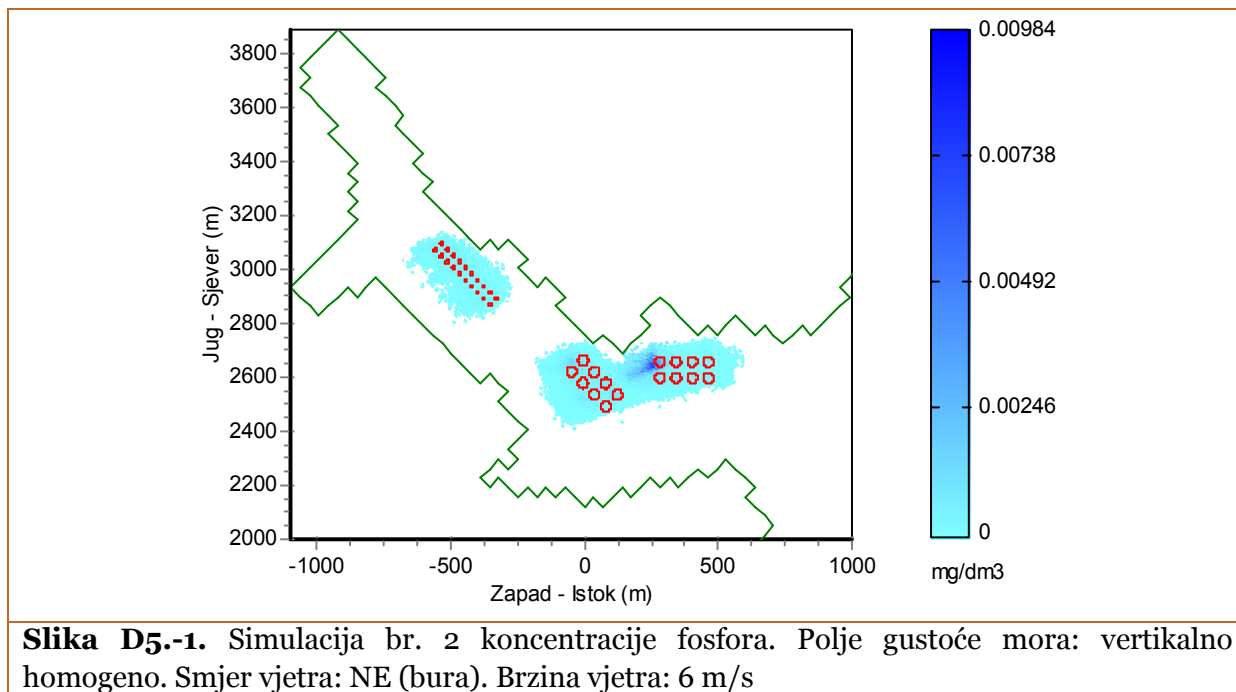 3800
3600
3400
3200
3000
2800
2600
2400
2200
2000
Jug - Sjever (m)
-1000 -500 0 500 1000
Zapad - Istok (m)
0.00984
0.00738
0.00492
0.00246
0
mg/dm3
Slika D5.-1. Simulacija br. 2 koncentracije fosfora. Polje gustoće mora: vertikalno
homogeno. Smjer vjetra: NE (bura). Brzina vjetra: 6 m/s